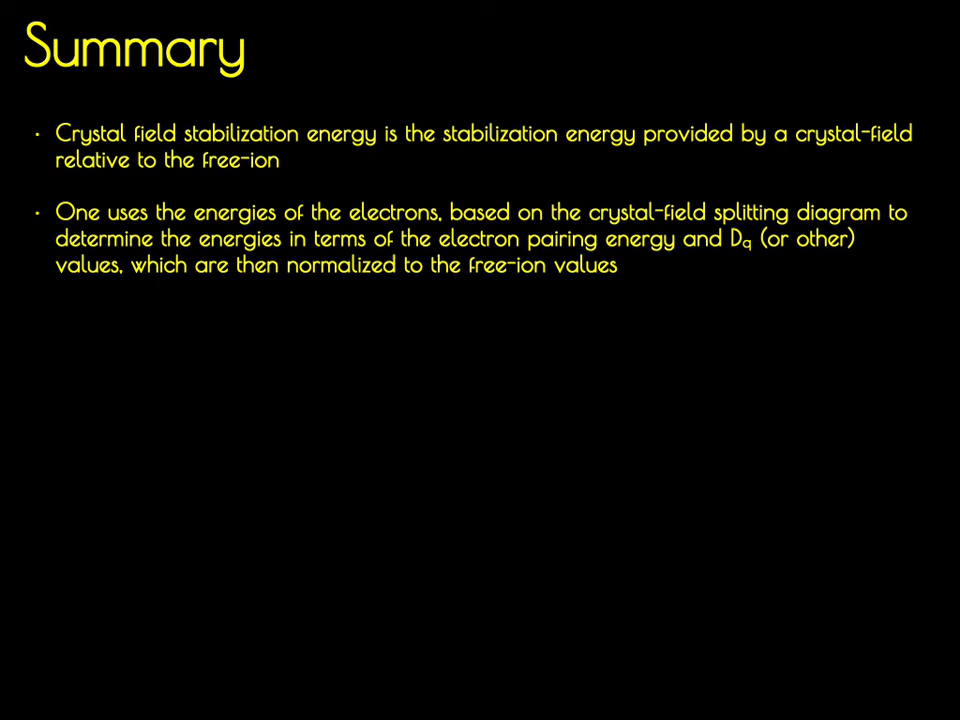 Summary
· Crystal field stabilization energy is the stabilization energy provided by a crystal-field
relative to the free-ion
· One uses the energies of the electrons, based on the crystal-field splitting diagram to
determine the energies in terms of the electron pairing energy and Dq (or other)
values, which are then normalized to the free-ion values